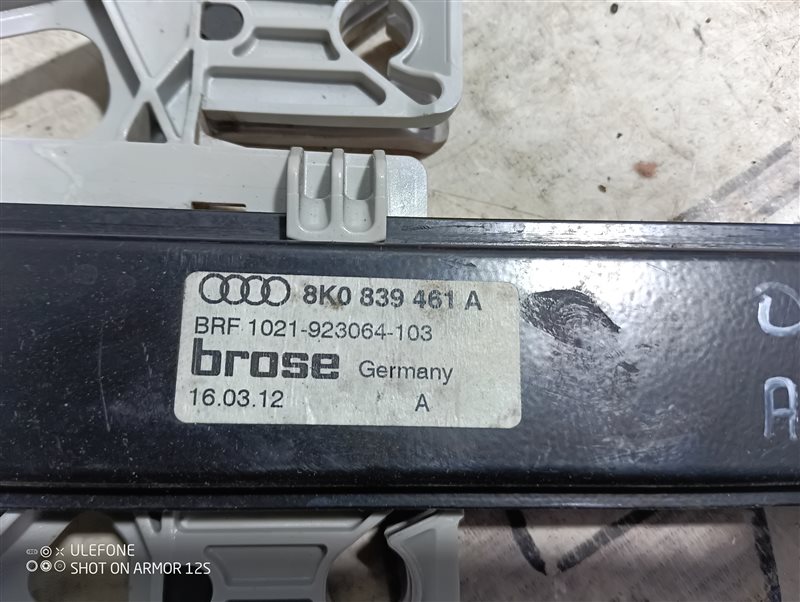 8K0 839 461 A
BRF 1021-923064-103
brose Germany
16.03.12 A
A
ULEFONE
SHOT ON ARMOR 12S